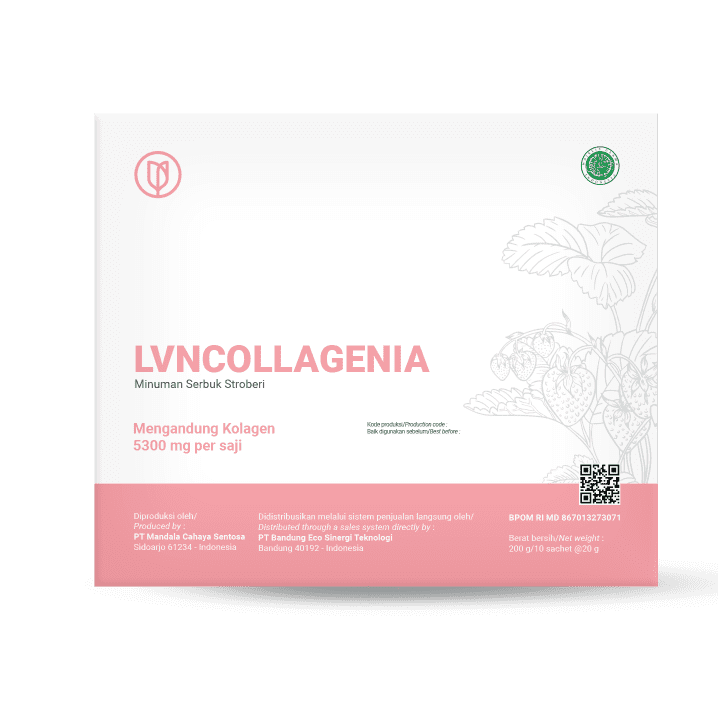 LVNCOLLAGENIA
Minuman Serbuk Stroberi
Mengandung Kolagen
5300 mg per saji
Kode produksi/Production code :
Baik digunakan sebelum/Best before :
Diproduksi oleh/
Produced by :
PT Mandala Cahaya Sentosa
Sidoarjo 61234 - Indonesia
Didistribusikan melalui sistem penjualan langsung oleh/
Distributed through a sales system directly by :
PT Bandung Eco Sinergi Teknologi
Bandung 40192 - Indonesia
BPOM RI MD 867013273071
Berat bersih/Net weight :
200 g/10 sachet @20 g